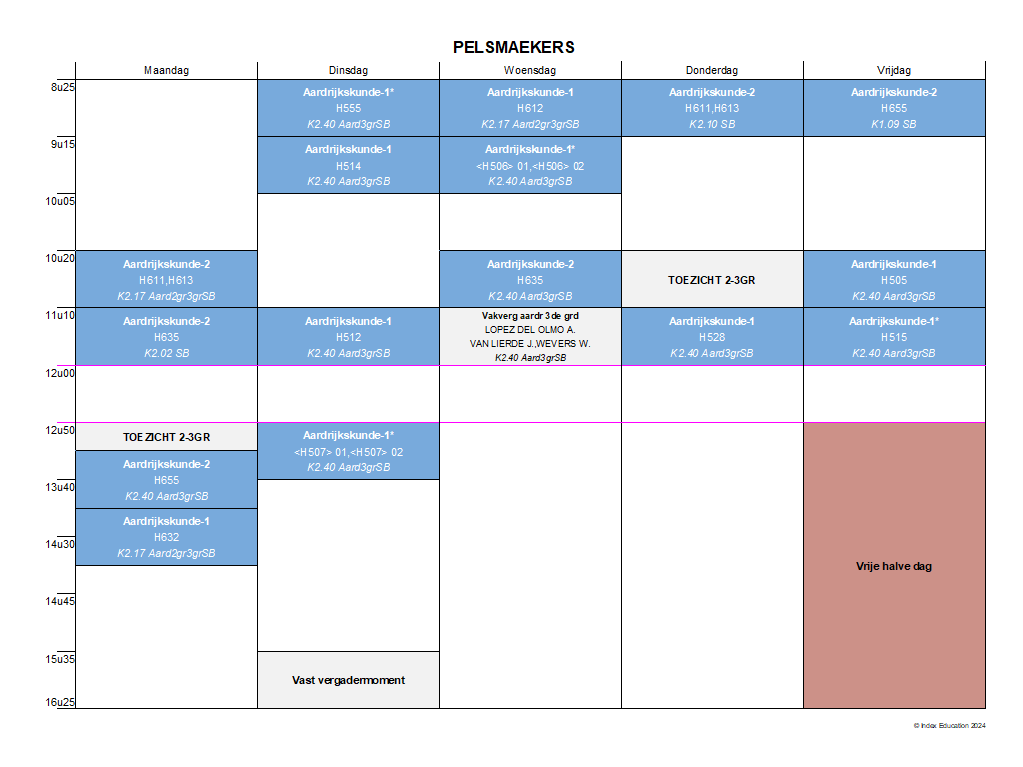 PELSMAEKERS
Maandag Dinsdag Woensdag Donderdag Vrijdag
8u25
Aardrijkskunde-1* Aardrijkskunde-1 Aardrijkskunde-2 Aardrijkskunde-2
H555 H612 H611,H613 H655
K2.40 Aard3grSB K2.17 Aard2gr3grSB K2.10 SB K1.09 SB
9u15
Aardrijkskunde-1 Aardrijkskunde-1*
H514 <H506> 01,<H506> 02
K2.40 Aard3grSB K2.40 Aard3grSB
10u05
10u20
Aardrijkskunde-2 Aardrijkskunde-2 Aardrijkskunde-1
H611,H613 H635 TOEZICHT 2-3GR H505
K2.17 Aard2gr3grSB K2.40 Aard3grSB K2.40 Aard3grSB
11u10
Aardrijkskunde-2 Aardrijkskunde-1 Vakverg aardr 3de grd Aardrijkskunde-1 Aardrijkskunde-1*
H635 H512 LOPEZ DEL OLMO A. H528 H515
VAN LIERDE J.,WEVERS W.
K2.02 SB K2.40 Aard3grSB K2.40 Aard3grSB K2.40 Aard3grSB K2.40 Aard3grSB
12u00
12u50
TOEZICHT 2-3GR Aardrijkskunde-1*
<H507> 01,<H507> 02
Aardrijkskunde-2 K2.40 Aard3grSB
H655
13u40
K2.40 Aard3grSB
Aardrijkskunde-1
H632
14u30
K2.17 Aard2gr3grSB
Vrije halve dag
14u45
15u35
Vast vergadermoment
16u25
© Index Education 2024